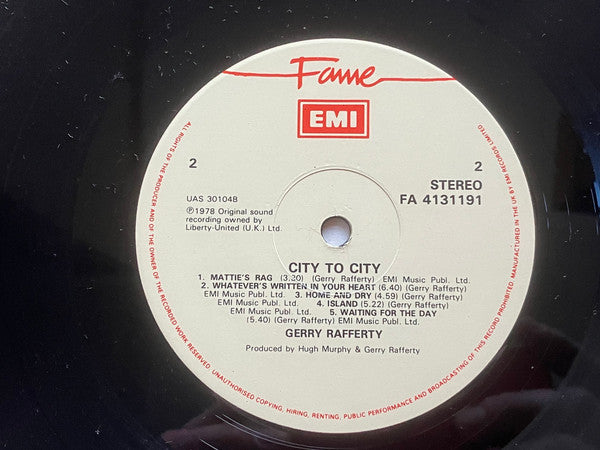 Fame
EMI
2
2
UAS 30104B
STEREO
FA 4131191
℗1978 Original sound
recording owned by
Liberty-United (U.K.) Ltd.
CITY TO CITY
1. MATTIE'S RAG (3.20) (Gerry Rafferty) EMI Music Publ. Ltd.
2. WHATEVER'S WRITTEN IN YOUR HEART (6.40) (Gerry Rafferty)
EMI Music Publ. Ltd. 3. HOME AND DRY (4.59) (Gerry Rafferty)
EMI Music Publ. Ltd. 4. ISLAND (5.22) (Gerry Rafferty)
EMI Music Publ. Ltd. 5. WAITING FOR THE DAY
(5.40) (Gerry Rafferty) EMI Music Publ. Ltd.
GERRY RAFFERTY
Produced by Hugh Murphy & Gerry Rafferty
ALL RIGHTS OF THE PRODUCER AND OF THE OWNER OF THE RECORDED WORK RESERVED. UNAUTHORISED COPYING, HIRING, RENTING, PUBLIC PERFORMANCE AND BROADCASTING OF THIS RECORD PROHIBITED. MANUFACTURED IN THE UK BY EMI RECORDS LIMITED